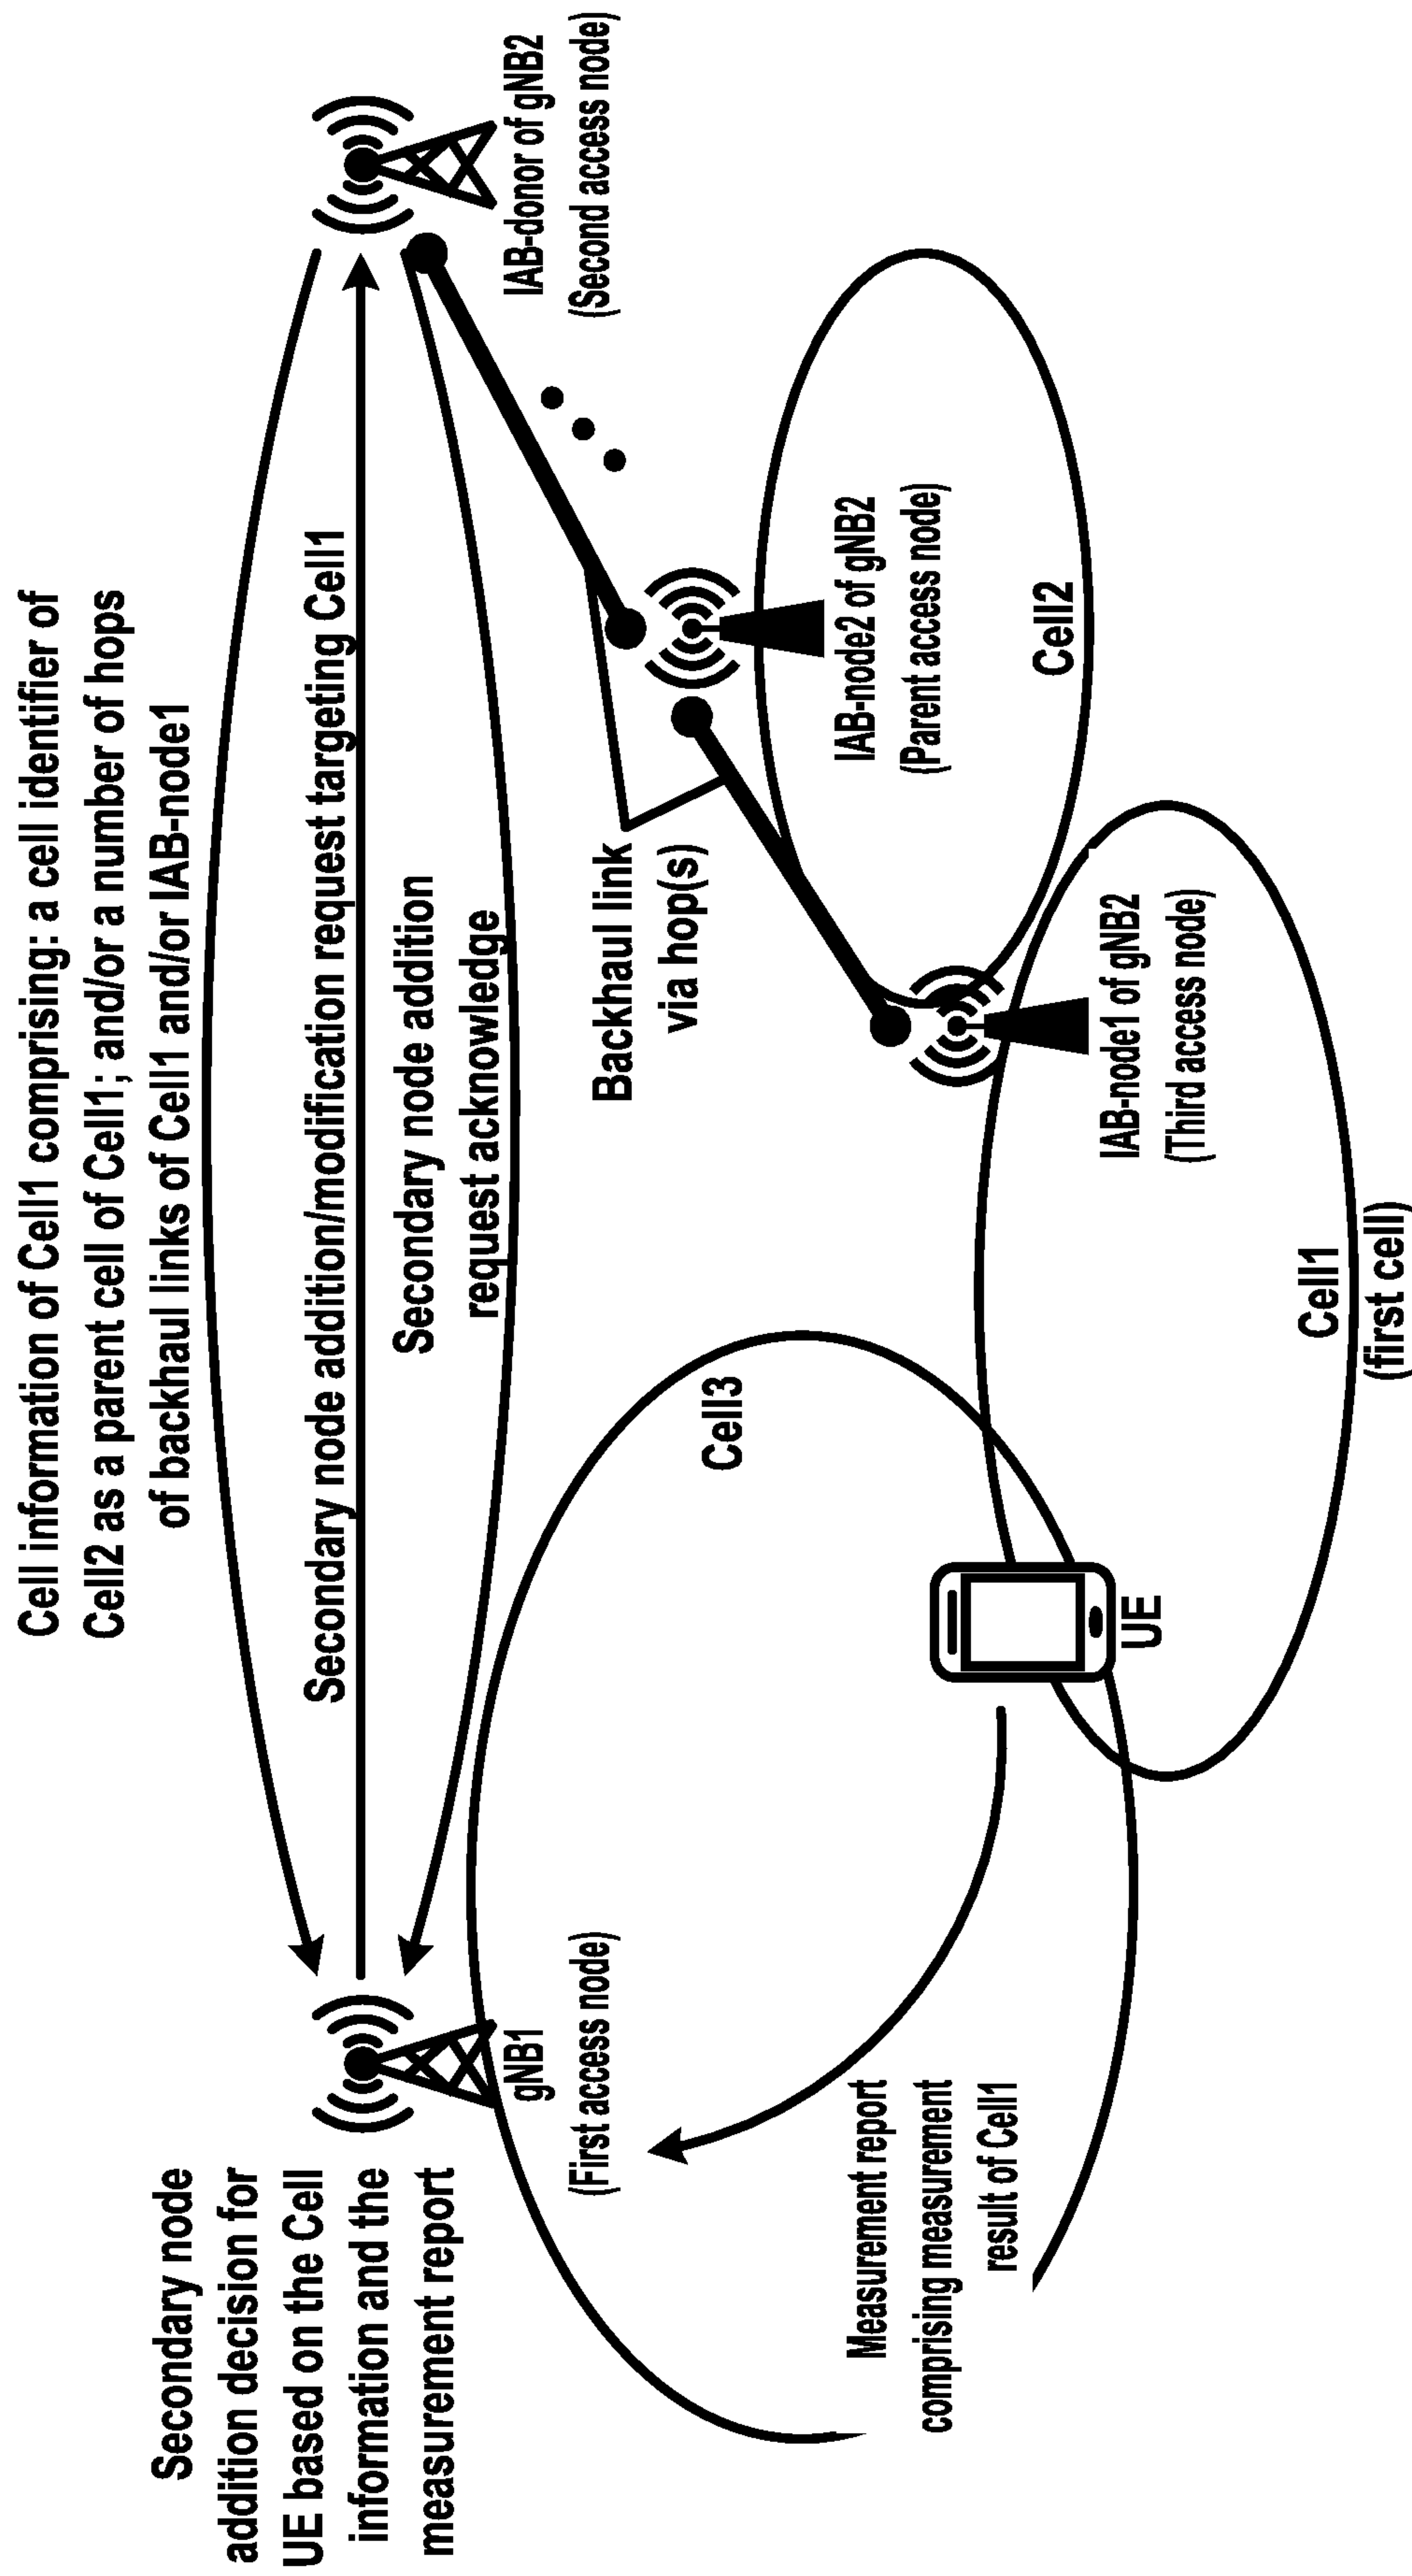 Cell information of Cell1 comprising: a cell identifier of
Cell2 as a parent cell of Cell1; and/or a number of hops
of backhaul links of Cell1 and/or IAB-node1
Secondary node
addition decision for
UE based on the Cell
information and the
measurement report
Secondary node addition/modification request targeting Cell1
Secondary node addition
request acknowledge
gNB1
(First access node)
IAB-donor of gNB2
(Second access node)
Backhaul link
via hop(s)
Cell3
IAB-node2 of gNB2
(Parent access node)
Cell2
Measurement report
comprising measurement
result of Cell1
UE
IAB-node1 of gNB2
(Third access node)
Cell1
(first cell)